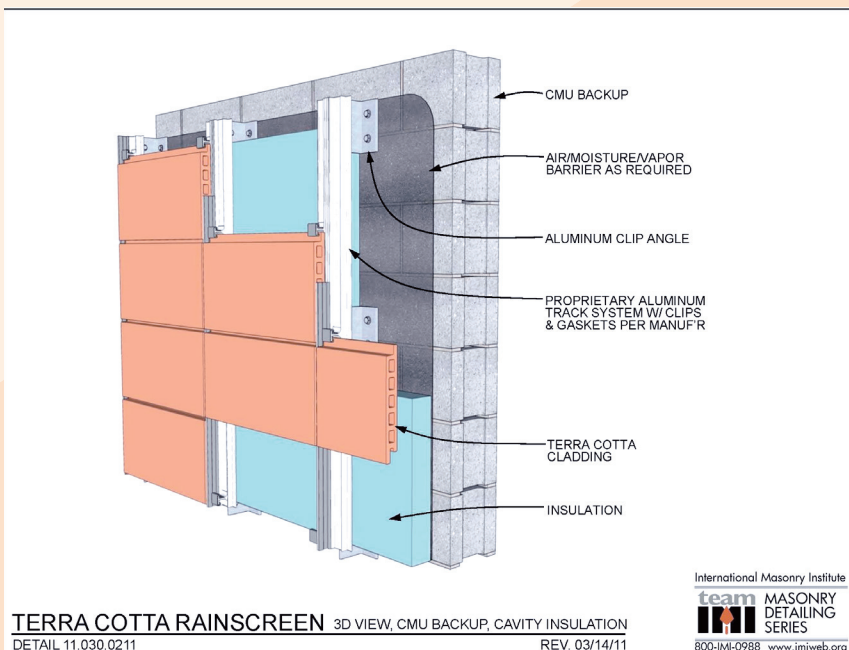 CMU BACKUP
AIR/MOISTURE/VAPOR
BARRIER AS REQUIRED
ALUMINUM CLIP ANGLE
PROPRIETARY ALUMINUM
TRACK SYSTEM W/ CLIPS
& GASKETS PER MANUF'R
TERRA COTTA
CLADDING
INSULATION
International Masonry Institute
team MASONRY
IMI DETAILING
SERIES
800-IMI-0988 www.imiweb.org
TERRA COTTA RAINSCREEN 3D VIEW, CMU BACKUP, CAVITY INSULATION
DETAIL 11.030.0211 REV. 03/14/11